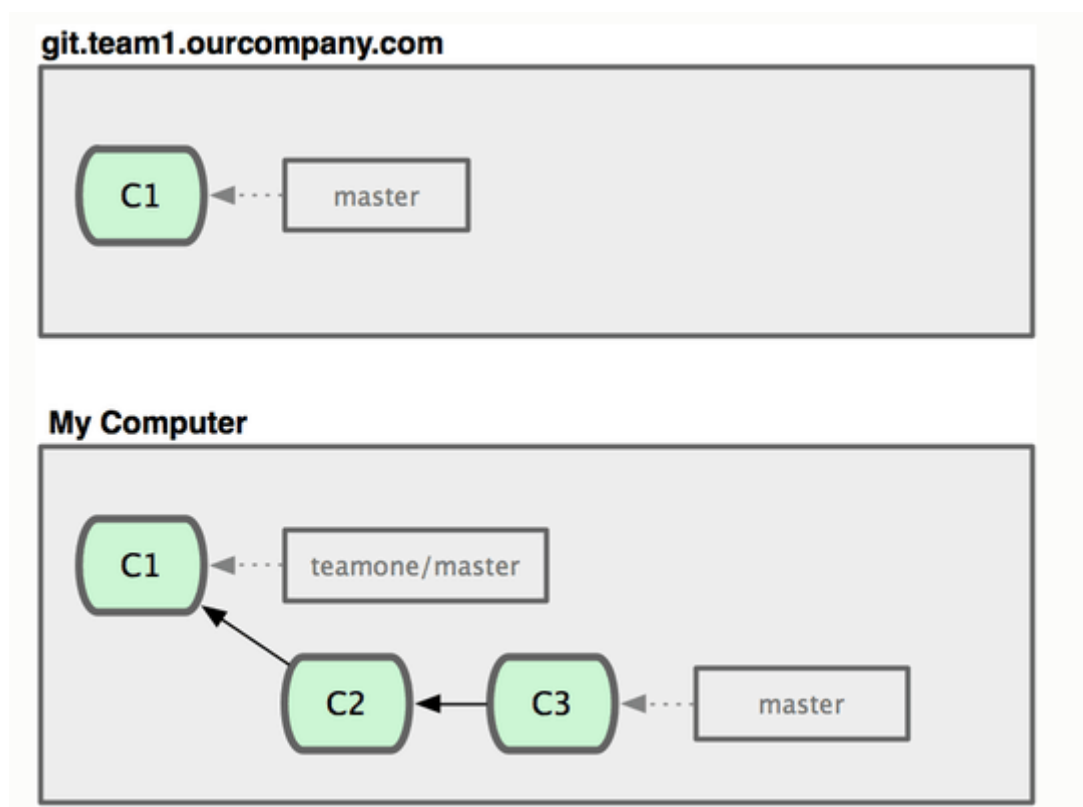 git.team1.ourcompany.com
C1
master
My Computer
C1
teamone/master
C2
C3
master